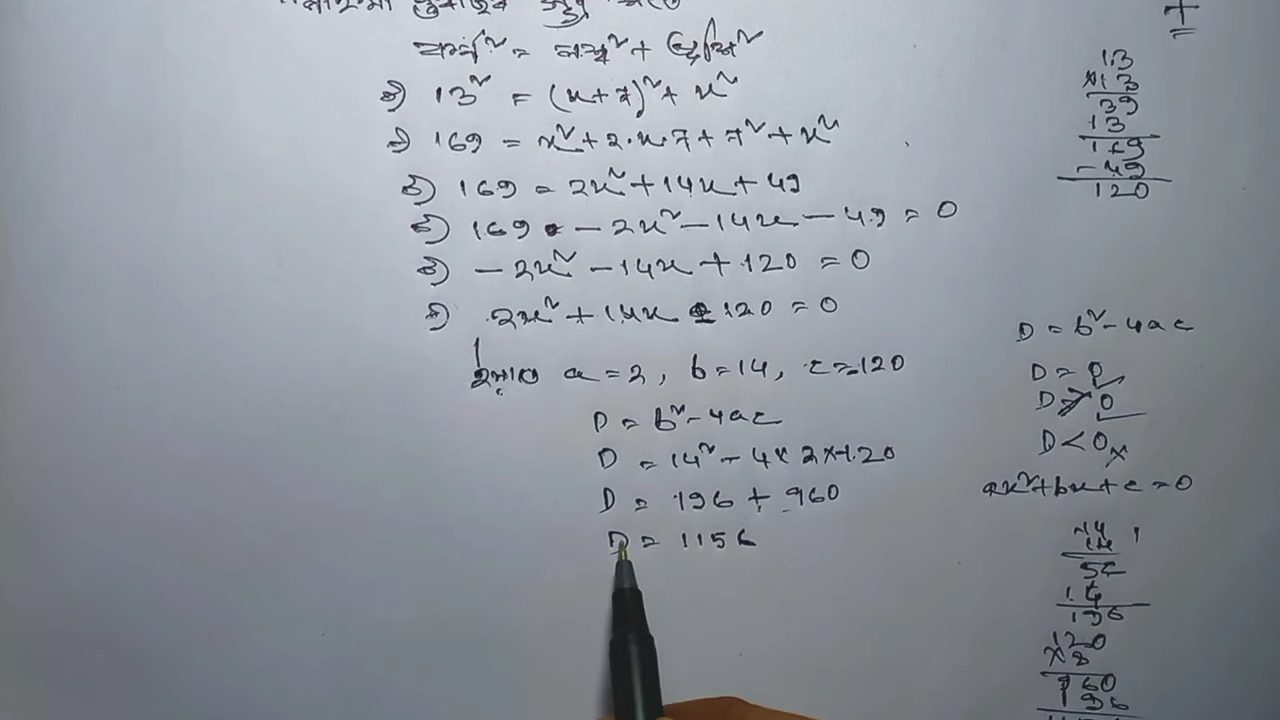 কর্ণ² = লম্ব² + ভূমি²
13² = (x+7)² + x²
169 = x² + 2.x.7 + 7² + x²
169 = 2x² + 14x + 49
169 - 2x² - 14x - 49 = 0
- 2x² - 14x + 120 = 0
2x² + 14x - 120 = 0
a = 2, b = 14, c = -120
D = b² - 4ac
D = 14² - 4 × 2 × -120
D = 196 + 960
D = 1156
13
×13
39
13
169
- 49
120
D = b² - 4ac
D = 0
D > 0
D < 0 ×
ax² + bx + c = 0
14
14
56
14
196
120
× 8
960
196